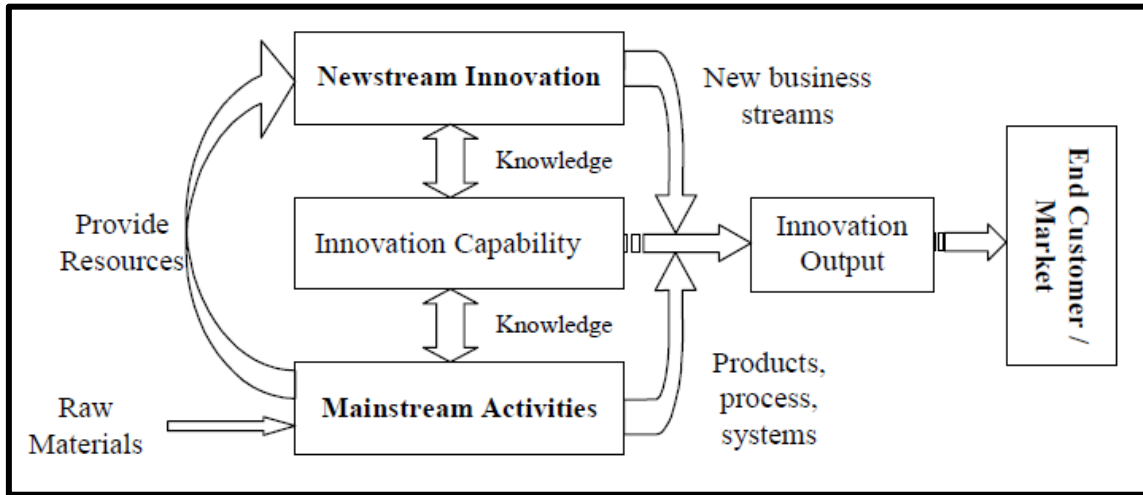 Newstream Innovation
New business
streams
Knowledge
Provide
Resources
Innovation Capability
Innovation
Output
End Customer /
Market
Knowledge
Raw
Materials
Mainstream Activities
Products,
process,
systems